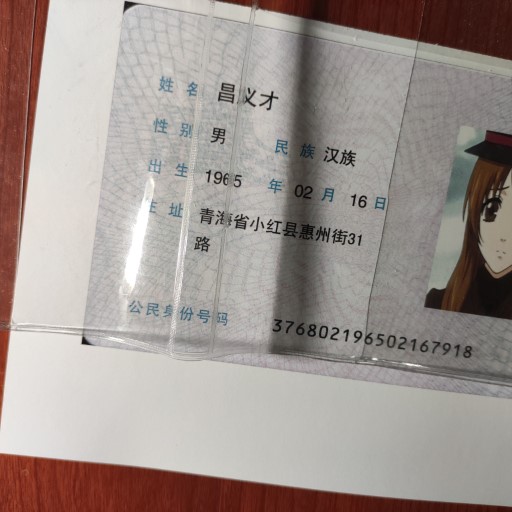 姓名 昌义才
性别 男 民族 汉族
出生 1965 年 02 月 16 日
住址 青海省小红县惠州街31
路
公民身份号码 376802196502167918